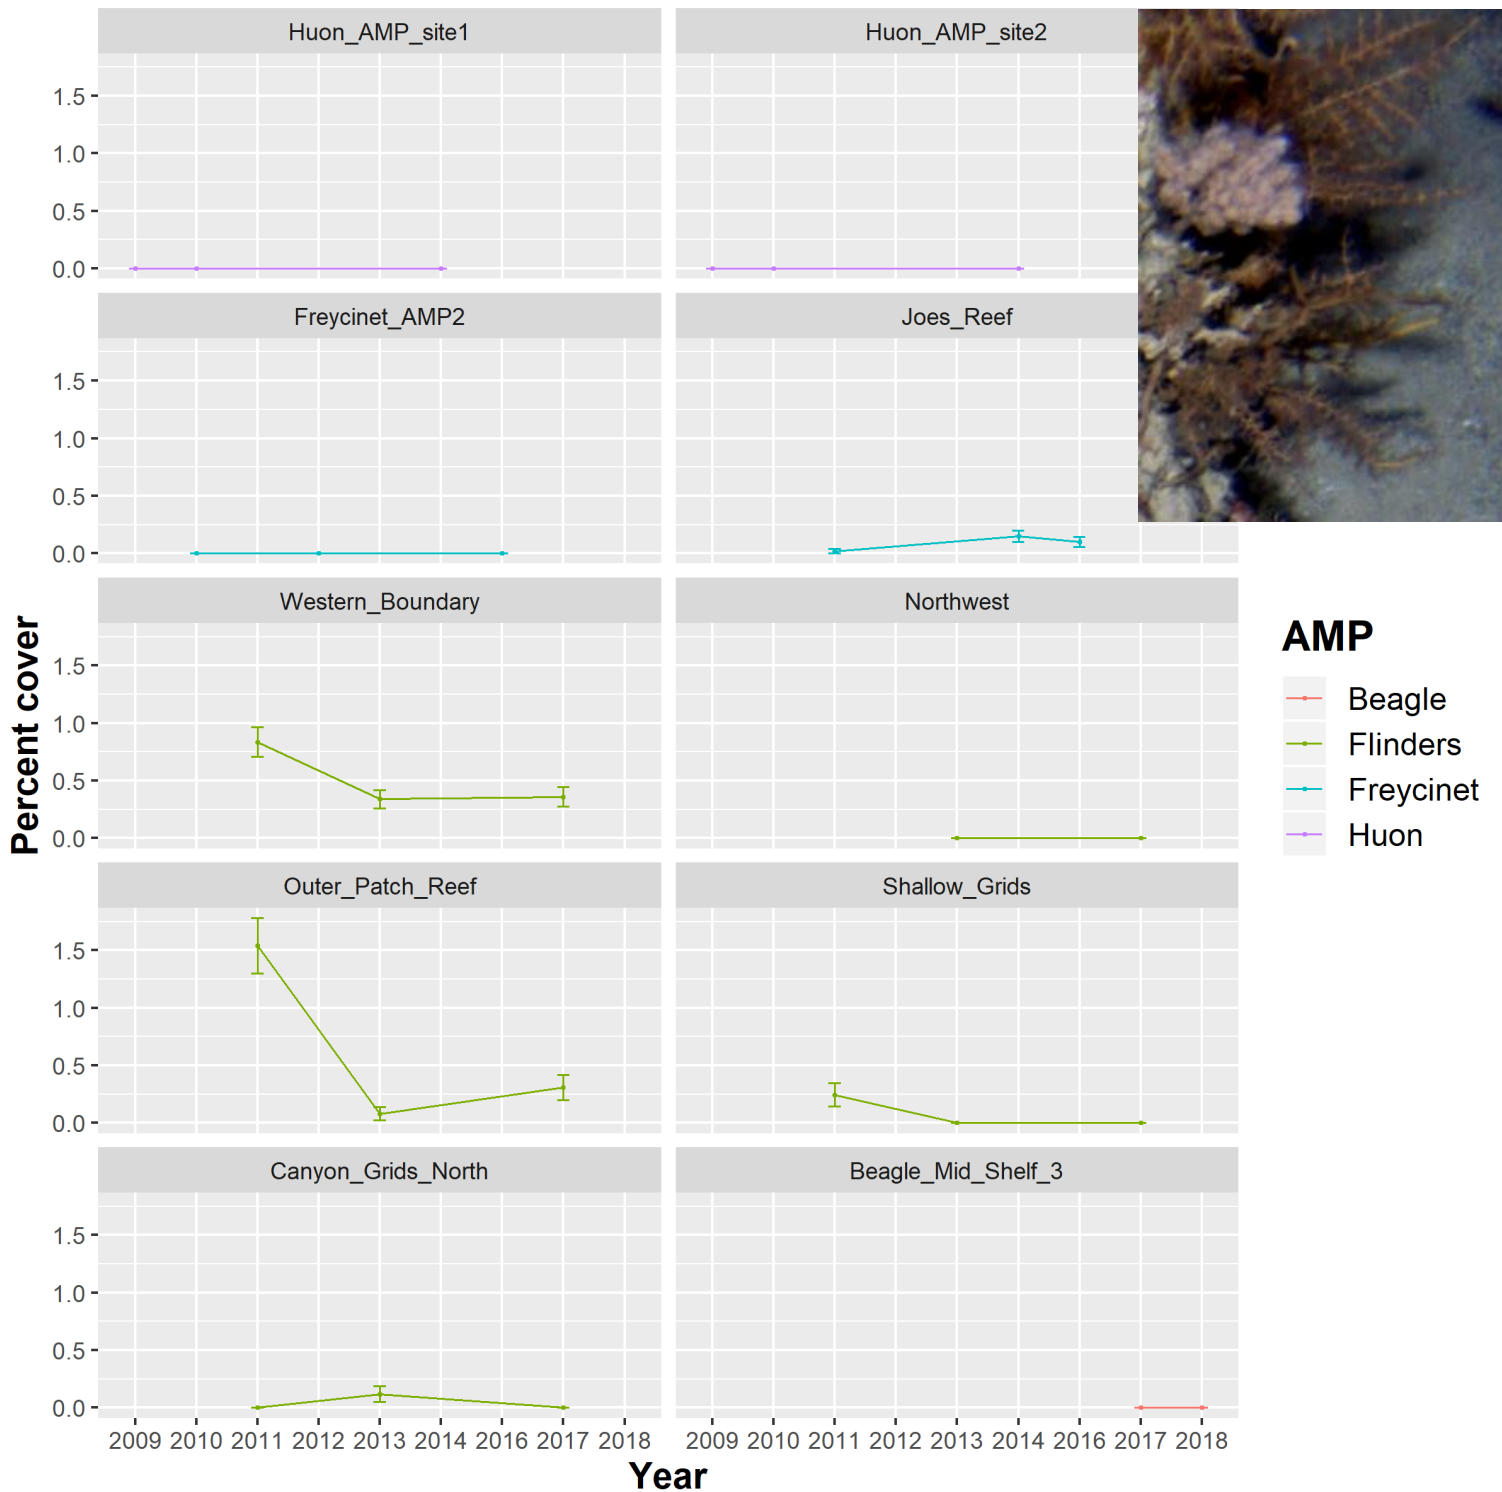 Huon_AMP_site1 Huon_AMP_site2
1.5
1.0
0.5
0.0
Freycinet_AMP2 Joes_Reef
1.5
1.0
0.5
0.0
Western_Boundary Northwest
1.5
1.0
0.5
0.0
Outer_Patch_Reef Shallow_Grids
1.5
1.0
0.5
0.0
Canyon_Grids_North Beagle_Mid_Shelf_3
1.5
1.0
0.5
0.0
2009 2010 2011 2012 2013 2014 2016 2017 2018 2009 2010 2011 2012 2013 2014 2016 2017 2018
Year
Percent cover
AMP
Beagle
Flinders
Freycinet
Huon